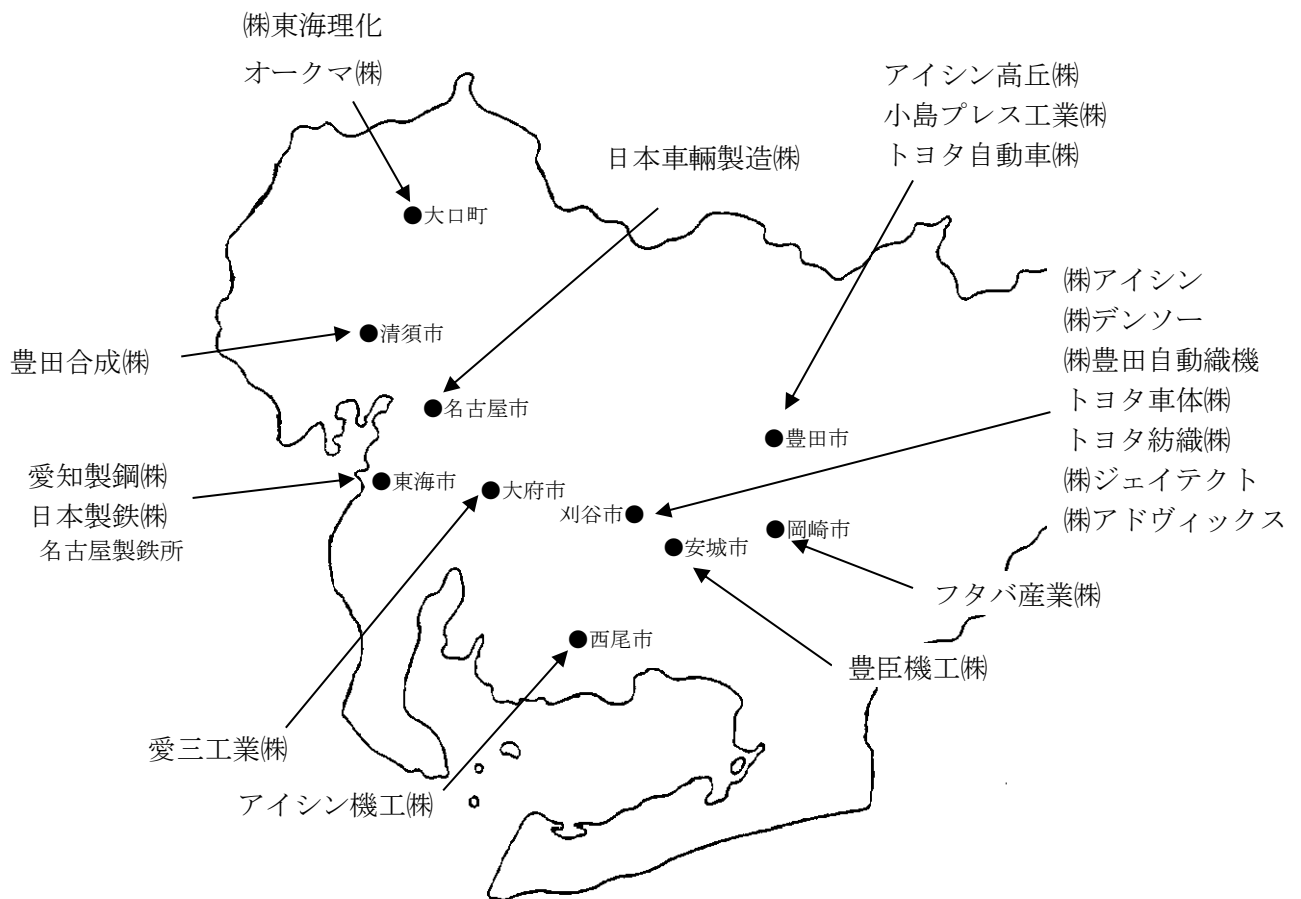 ㈱東海理化
オークマ㈱
アイシン高丘㈱
小島プレス工業㈱
トヨタ自動車㈱
日本車輛製造㈱
大口町
㈱アイシン
㈱デンソー
㈱豊田自動織機
トヨタ車体㈱
トヨタ紡織㈱
㈱ジェイテクト
㈱アドヴィックス
清須市
豊田合成㈱
名古屋市
豊田市
愛知製鋼㈱
日本製鉄㈱
名古屋製鉄所
東海市
大府市
刈谷市
安城市
岡崎市
フタバ産業㈱
西尾市
豊臣機工㈱
愛三工業㈱
アイシン機工㈱